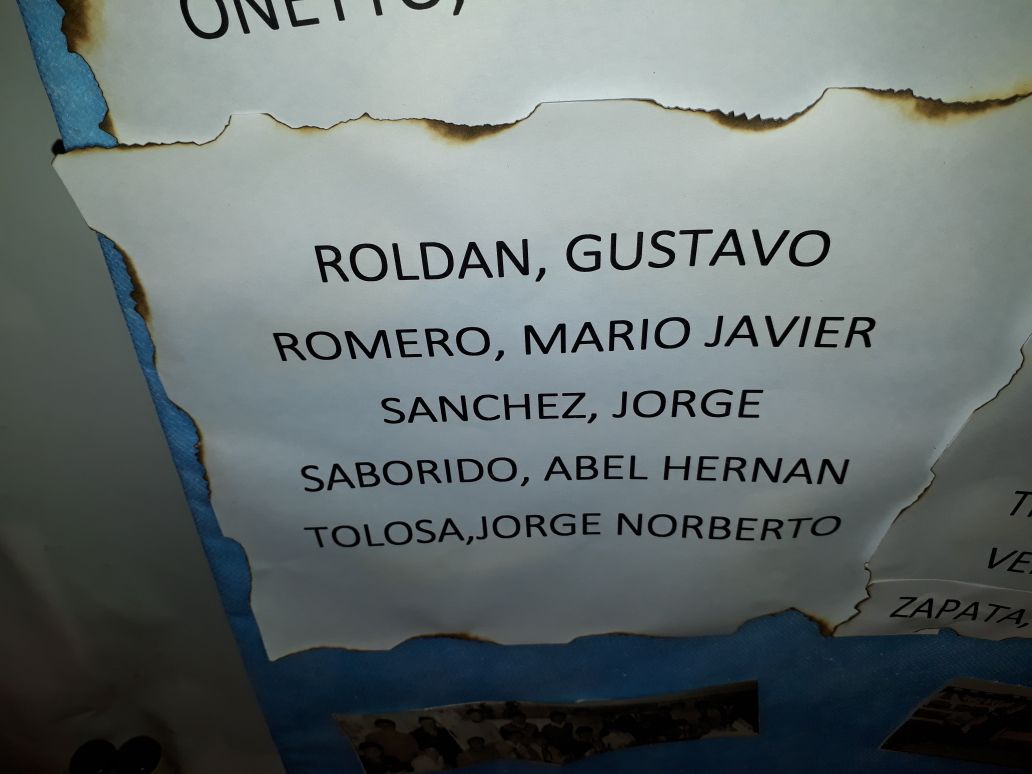 ONETTO,
ROLDAN, GUSTAVO
ROMERO, MARIO JAVIER
SANCHEZ, JORGE
SABORIDO, ABEL HERNAN
TOLOSA,JORGE NORBERTO
ZAPATA,